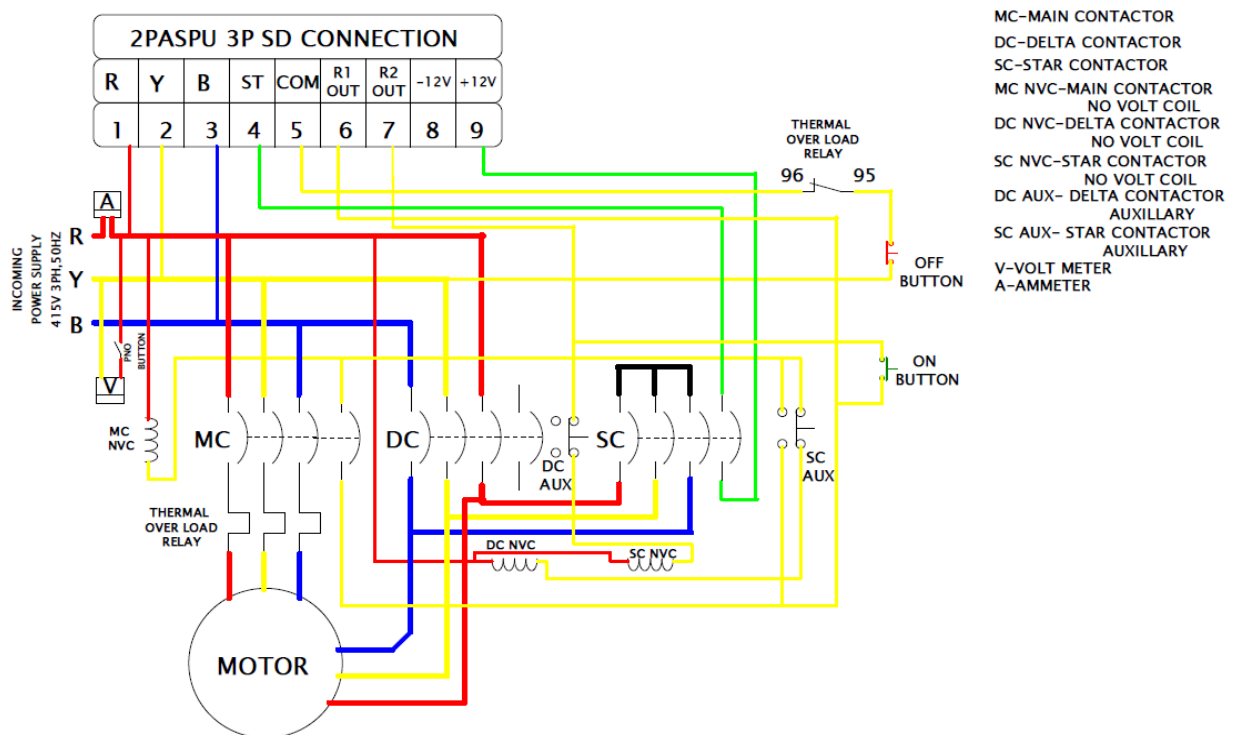 2PASPU 3P SD CONNECTION
R Y B ST COM R1 OUT R2 OUT -12V +12V
1 2 3 4 5 6 7 8 9
MC-MAIN CONTACTOR
DC-DELTA CONTACTOR
SC-STAR CONTACTOR
MC NVC-MAIN CONTACTOR
NO VOLT COIL
DC NVC-DELTA CONTACTOR
NO VOLT COIL
SC NVC-STAR CONTACTOR
NO VOLT COIL
DC AUX- DELTA CONTACTOR
AUXILLARY
SC AUX- STAR CONTACTOR
AUXILLARY
V-VOLT METER
A-AMMETER
THERMAL
OVER LOAD
RELAY
96 95
A
R
Y
B
INCOMING
POWER SUPPLY
415V 3PH,50HZ
OFF
BUTTON
PNO
BUTTON
V
ON
BUTTON
MC
NVC
MC
DC
DC
AUX
SC
SC
AUX
THERMAL
OVER LOAD
RELAY
DC NVC
SC NVC
MOTOR